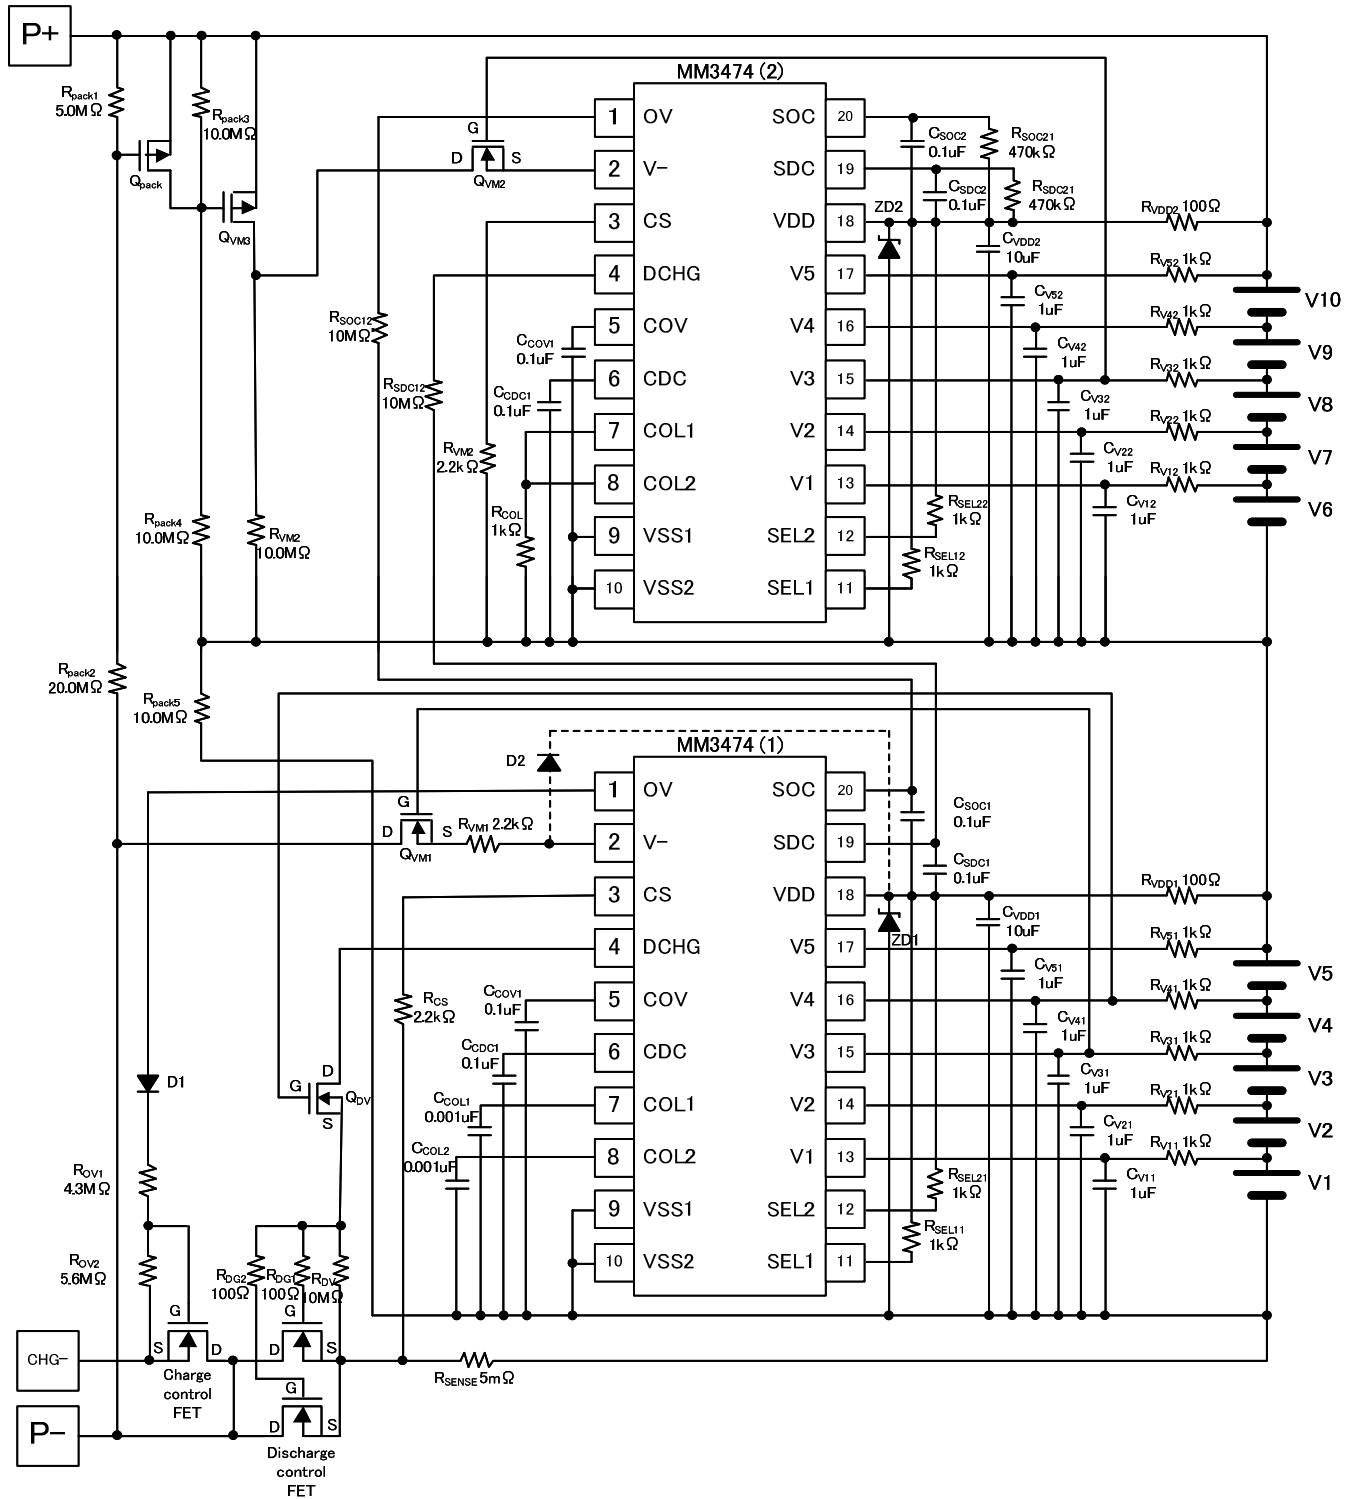 P+
MM3474 (2)
Rpack1
5.0MΩ
Rpack3
10.0MΩ
Qpack
QVM3
G
D
S
QVM2
1
OV
2
V-
3
CS
4
DCHG
5
COV
6
CDC
7
COL1
8
COL2
9
VSS1
10
VSS2
SOC
20
SDC
19
VDD
18
V5
17
V4
16
V3
15
V2
14
V1
13
SEL2
12
SEL1
11
CSOC2
0.1uF
RSOC21
470kΩ
CSDC2
0.1uF
RSDC21
470kΩ
ZD2
CVDD2
10uF
RVDD2 100Ω
RV52 1kΩ
CV52
1uF
RV42 1kΩ
CV42
1uF
RV32 1kΩ
CV32
1uF
RV22 1kΩ
CV22
1uF
RV12 1kΩ
CV12
1uF
V10
V9
V8
V7
V6
RSEL22
1kΩ
RSEL12
1kΩ
RSOC12
10MΩ
RSDC12
10MΩ
CCOV1
0.1uF
CCDC1
0.1uF
RVM2
2.2kΩ
RCOL
1kΩ
Rpack4
10.0MΩ
RVM2
10.0MΩ
Rpack2
20.0MΩ
Rpack5
10.0MΩ
MM3474 (1)
D2
G
D
S
QVM1
RVM1 2.2kΩ
1
OV
2
V-
3
CS
4
DCHG
5
COV
6
CDC
7
COL1
8
COL2
9
VSS1
10
VSS2
SOC
20
SDC
19
VDD
18
V5
17
V4
16
V3
15
V2
14
V1
13
SEL2
12
SEL1
11
CSOC1
0.1uF
CSDC1
0.1uF
ZD1
CVDD1
10uF
RVDD1 100Ω
RV51 1kΩ
CV51
1uF
RV41 1kΩ
CV41
1uF
RV31 1kΩ
CV31
1uF
RV21 1kΩ
CV21
1uF
RV11 1kΩ
CV11
1uF
V5
V4
V3
V2
V1
RSEL21
1kΩ
RSEL11
1kΩ
RCS
2.2kΩ
CCOV1
0.1uF
CCDC1
0.1uF
CCOL1
0.001uF
CCOL2
0.001uF
D1
D
G
QDV
S
ROV1
4.3MΩ
ROV2
5.6MΩ
RDG2
100Ω
RDG1
100Ω
RDV
10MΩ
G
S
D
G
D
S
CHG-
Charge
control
FET
RSENSE 5mΩ
G
D
S
P-
Discharge
control
FET